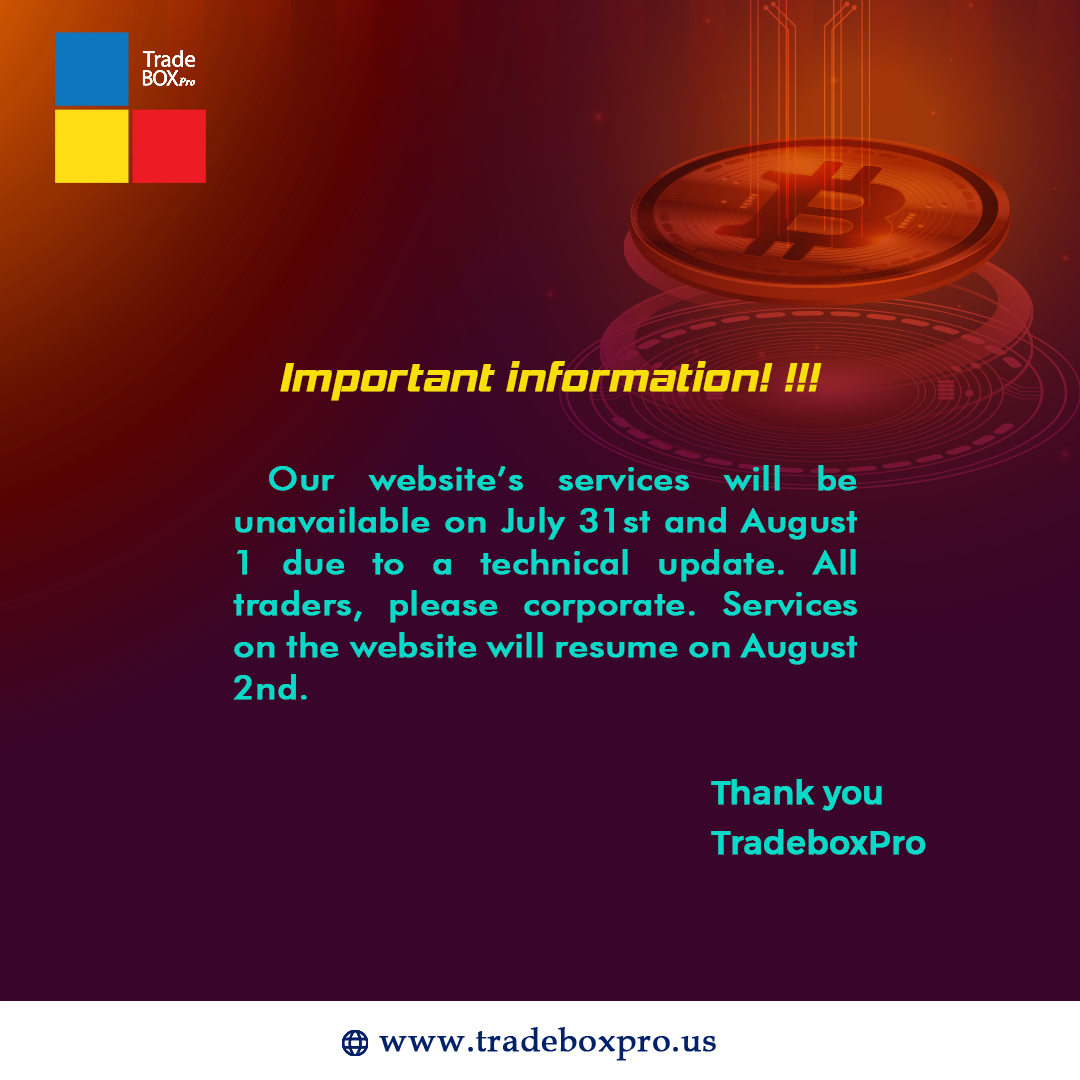 Trade
BOXPro
Important information! !!!
Our website’s services will be
unavailable on July 31st and August
1 due to a technical update. All
traders, please corporate. Services
on the website will resume on August
2nd.
Thank you
TradeboxPro
www.tradeboxpro.us